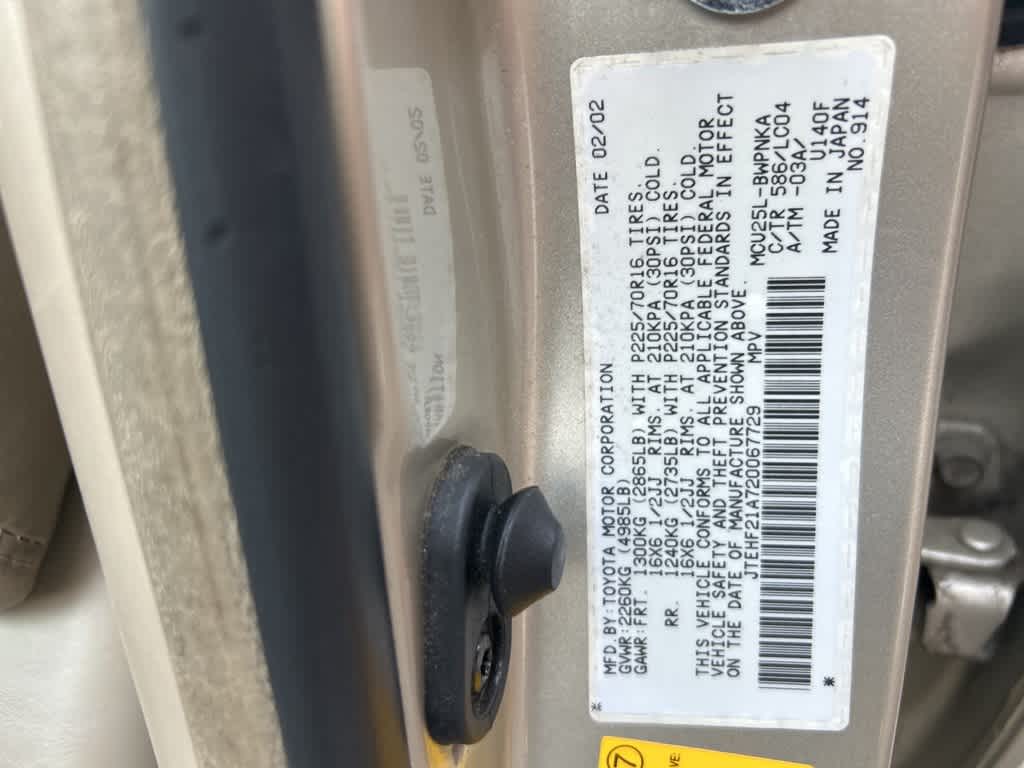 MFD BY:TOYOTA MOTOR CORPORATION DATE 02/02
GVWR:2260KG (4985LB)
GAWR:FRT. 1300KG (2865LB) WITH P225/70R16 TIRES.
16X6 1/2JJ RIMS. AT 210KPA (30PSI) COLD.
RR. 1240KG (2735LB) WITH P225/70R16 TIRES.
16X6 1/2JJ RIMS. AT 210KPA (30PSI) COLD.
THIS VEHICLE CONFORMS TO ALL APPLICABLE FEDERAL MOTOR
VEHICLE SAFETY AND THEFT PREVENTION STANDARDS IN EFFECT
ON THE DATE OF MANUFACTURE SHOWN ABOVE.
JTEHF21A720067729 MPV
MCU25L-BWPNKA
C/TR 586/LC04
A/TM -03A/
U140F
MADE IN JAPAN
NO.914
* *
7